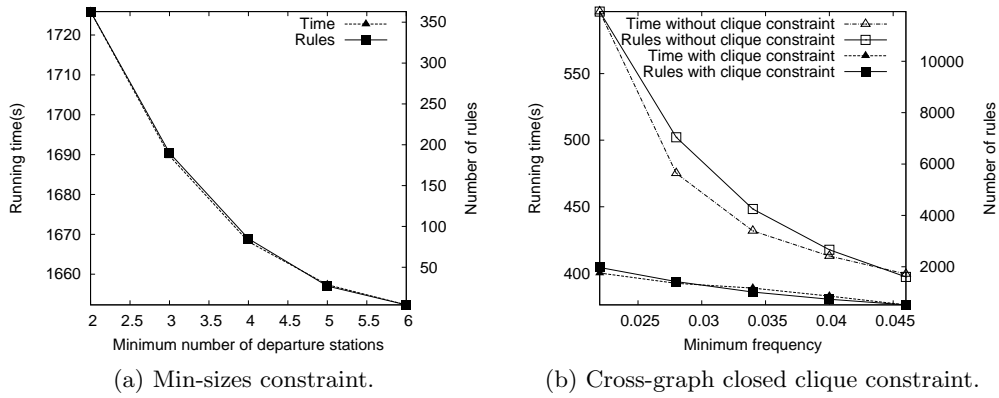 Time
Rules
1720
1710
1700
1690
1680
1670
1660
Running time(s)
350
300
250
200
150
100
50
Number of rules
2 2.5 3 3.5 4 4.5 5 5.5 6
Minimum number of departure stations
(a) Min-sizes constraint.
Time without clique constraint
Rules without clique constraint
Time with clique constraint
Rules with clique constraint
550
500
450
400
Running time(s)
10000
8000
6000
4000
2000
Number of rules
0.025 0.03 0.035 0.04 0.045
Minimum frequency
(b) Cross-graph closed clique constraint.